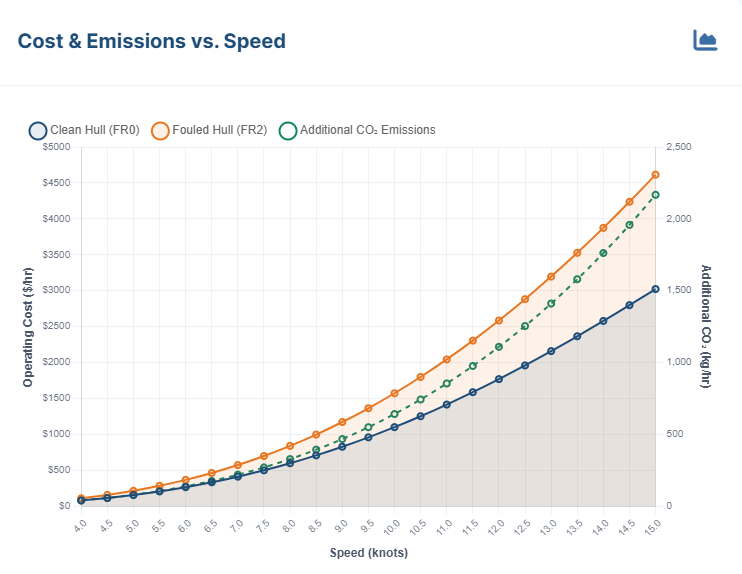 Cost & Emissions vs. Speed
Clean Hull (FR0) Fouled Hull (FR2) Additional CO₂ Emissions
$5000
$4500
$4000
$3500
$3000
$2500
$2000
$1500
$1000
$500
$0
Operating Cost ($/hr)
2,500
2,000
1,500
1,000
500
0
Additional CO₂ (kg/hr)
4.0 4.5 5.0 5.5 6.0 6.5 7.0 7.5 8.0 8.5 9.0 9.5 10.0 10.5 11.0 11.5 12.0 12.5 13.0 13.5 14.0 14.5 15.0
Speed (knots)